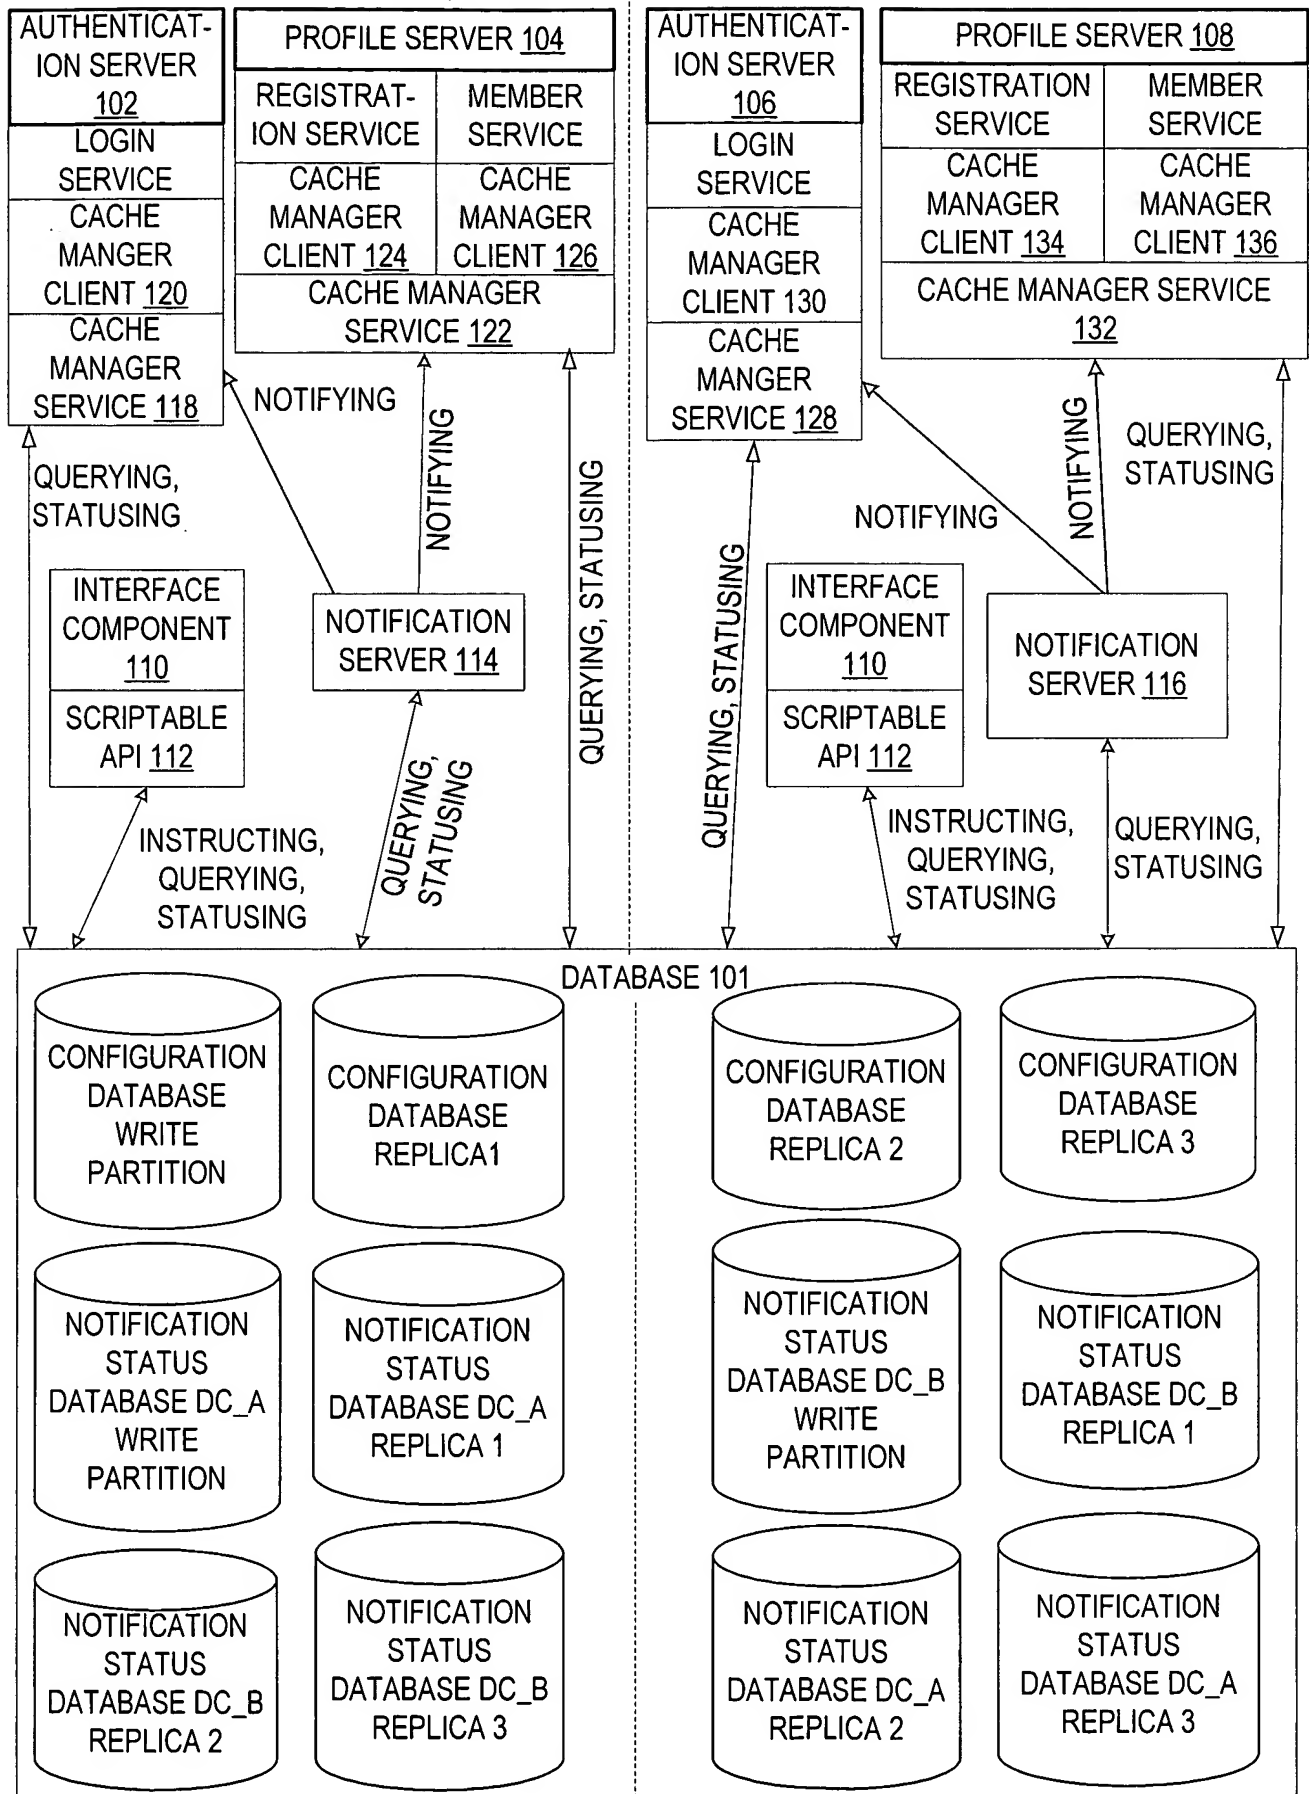 AUTHENTICAT-
ION SERVER
102
LOGIN
SERVICE
CACHE
MANGER
CLIENT 120
CACHE
MANAGER
SERVICE 118
PROFILE SERVER 104
REGISTRAT-
ION SERVICE
MEMBER
SERVICE
CACHE
MANAGER
CLIENT 124
CACHE
MANAGER
CLIENT 126
CACHE MANAGER
SERVICE 122
AUTHENTICAT-
ION SERVER
106
LOGIN
SERVICE
CACHE
MANAGER
CLIENT 130
CACHE
MANGER
SERVICE 128
PROFILE SERVER 108
REGISTRATION
SERVICE
MEMBER
SERVICE
CACHE
MANAGER
CLIENT 134
CACHE
MANAGER
CLIENT 136
CACHE MANAGER SERVICE
132
NOTIFYING
NOTIFYING
QUERYING,
STATUSING
QUERYING, STATUSING
INTERFACE
COMPONENT
110
SCRIPTABLE
API 112
NOTIFICATION
SERVER 114
INSTRUCTING,
QUERYING,
STATUSING
QUERYING,
STATUSING
NOTIFYING
NOTIFYING
QUERYING,
STATUSING
QUERYING, STATUSING
INTERFACE
COMPONENT
110
SCRIPTABLE
API 112
NOTIFICATION
SERVER 116
INSTRUCTING,
QUERYING,
STATUSING
QUERYING,
STATUSING
DATABASE 101
CONFIGURATION
DATABASE
WRITE
PARTITION
CONFIGURATION
DATABASE
REPLICA1
CONFIGURATION
DATABASE
REPLICA 2
CONFIGURATION
DATABASE
REPLICA 3
NOTIFICATION
STATUS
DATABASE DC_A
WRITE
PARTITION
NOTIFICATION
STATUS
DATABASE DC_A
REPLICA 1
NOTIFICATION
STATUS
DATABASE DC_B
WRITE
PARTITION
NOTIFICATION
STATUS
DATABASE DC_B
REPLICA 1
NOTIFICATION
STATUS
DATABASE DC_B
REPLICA 2
NOTIFICATION
STATUS
DATABASE DC_B
REPLICA 3
NOTIFICATION
STATUS
DATABASE DC_A
REPLICA 2
NOTIFICATION
STATUS
DATABASE DC_A
REPLICA 3